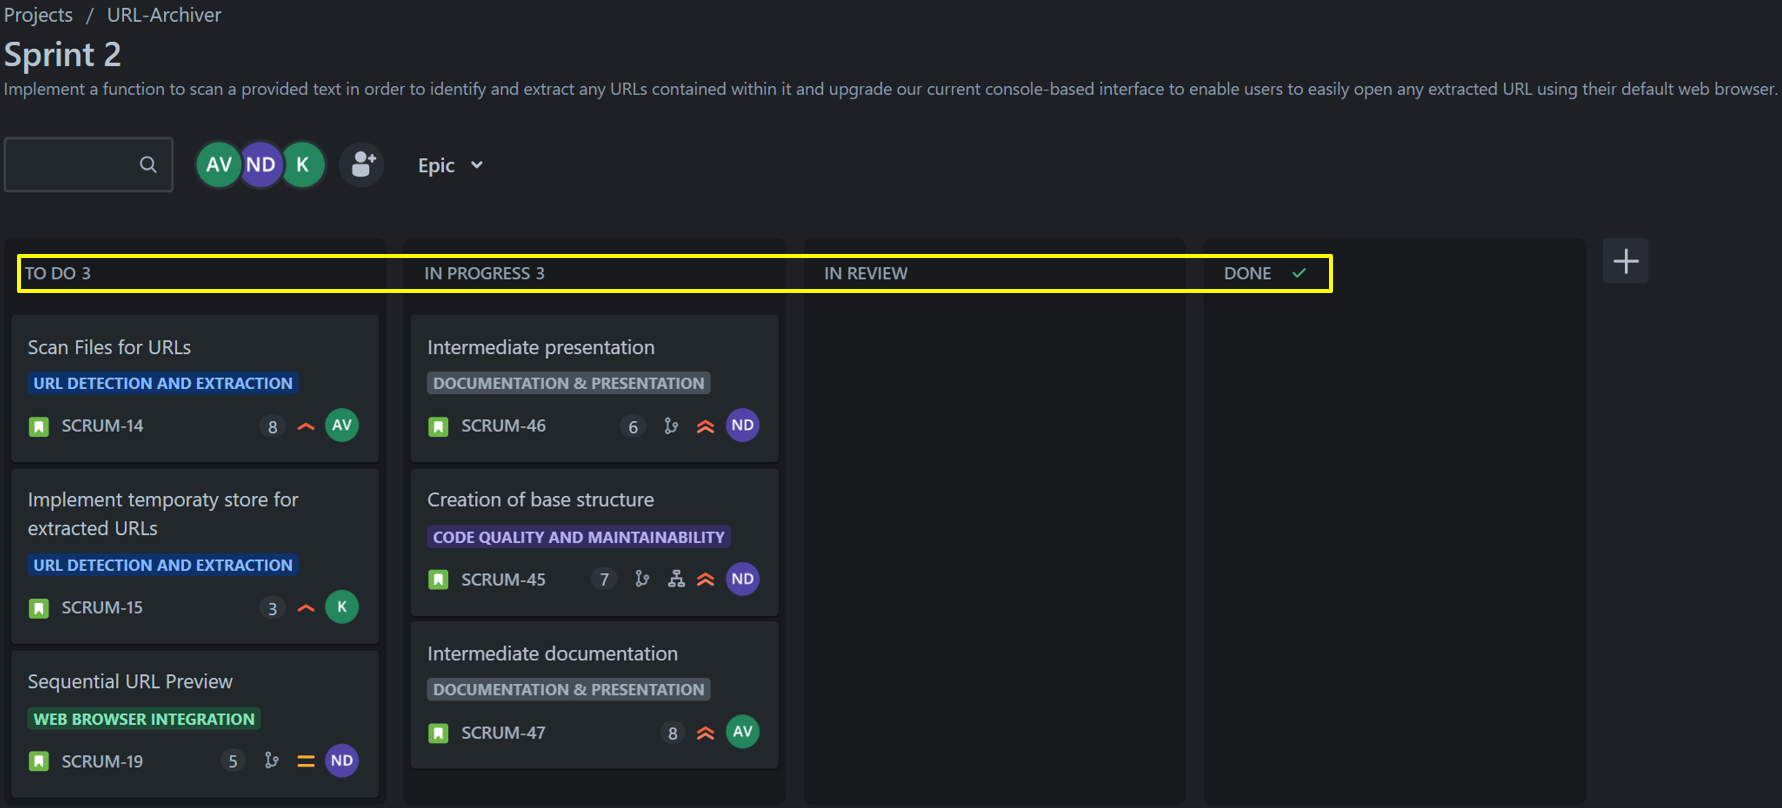 Projects / URL-Archiver
Sprint 2
Implement a function to scan a provided text in order to identify and extract any URLs contained within it and upgrade our current console-based interface to enable users to easily open any extracted URL using their default web browser.
AV ND K Epic
TO DO 3
Scan Files for URLs
URL DETECTION AND EXTRACTION
SCRUM-14 8 AV
Implement temporaty store for
extracted URLs
URL DETECTION AND EXTRACTION
SCRUM-15 3 K
Sequential URL Preview
WEB BROWSER INTEGRATION
SCRUM-19 5 ND
IN PROGRESS 3
Intermediate presentation
DOCUMENTATION & PRESENTATION
SCRUM-46 6 ND
Creation of base structure
CODE QUALITY AND MAINTAINABILITY
SCRUM-45 7 ND
Intermediate documentation
DOCUMENTATION & PRESENTATION
SCRUM-47 8 AV
IN REVIEW
DONE